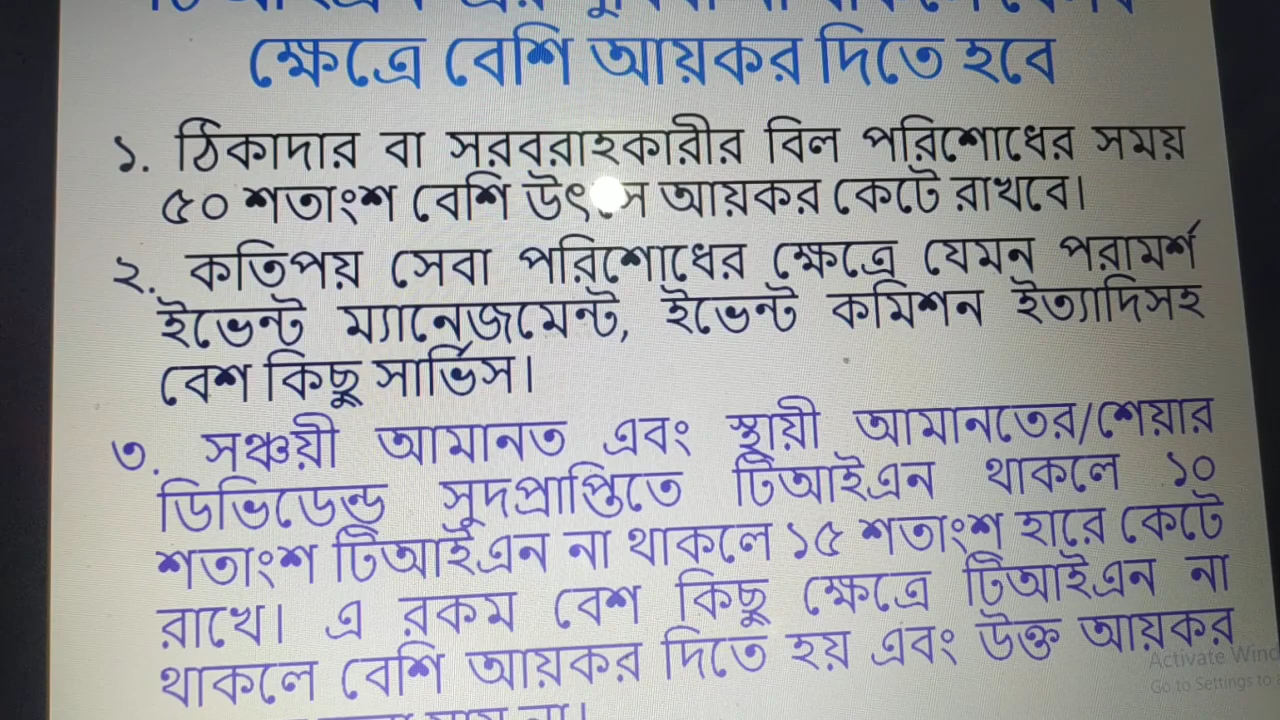 ক্ষেত্রে বেশি আয়কর দিতে হবে
১. ঠিকাদার বা সরবরাহকারীর বিল পরিশোধের সময়
৫০ শতাংশ বেশি উৎসে আয়কর কেটে রাখবে।
২. কতিপয় সেবা পরিশোধের ক্ষেত্রে যেমন পরামর্শ
ইভেন্ট ম্যানেজমেন্ট, ইভেন্ট কমিশন ইত্যাদিসহ
বেশ কিছু সার্ভিস।
৩. সঞ্চয়ী আমানত এবং স্থায়ী আমানতের/শেয়ার
ডিভিডেন্ড সুদপ্রাপ্তিতে টিআইএন থাকলে ১০
শতাংশ টিআইএন না থাকলে ১৫ শতাংশ হারে কেটে
রাখে। এ রকম বেশ কিছু ক্ষেত্রে টিআইএন না
থাকলে বেশি আয়কর দিতে হয় এবং উক্ত আয়কর
Activate Wind
Go to Settings to